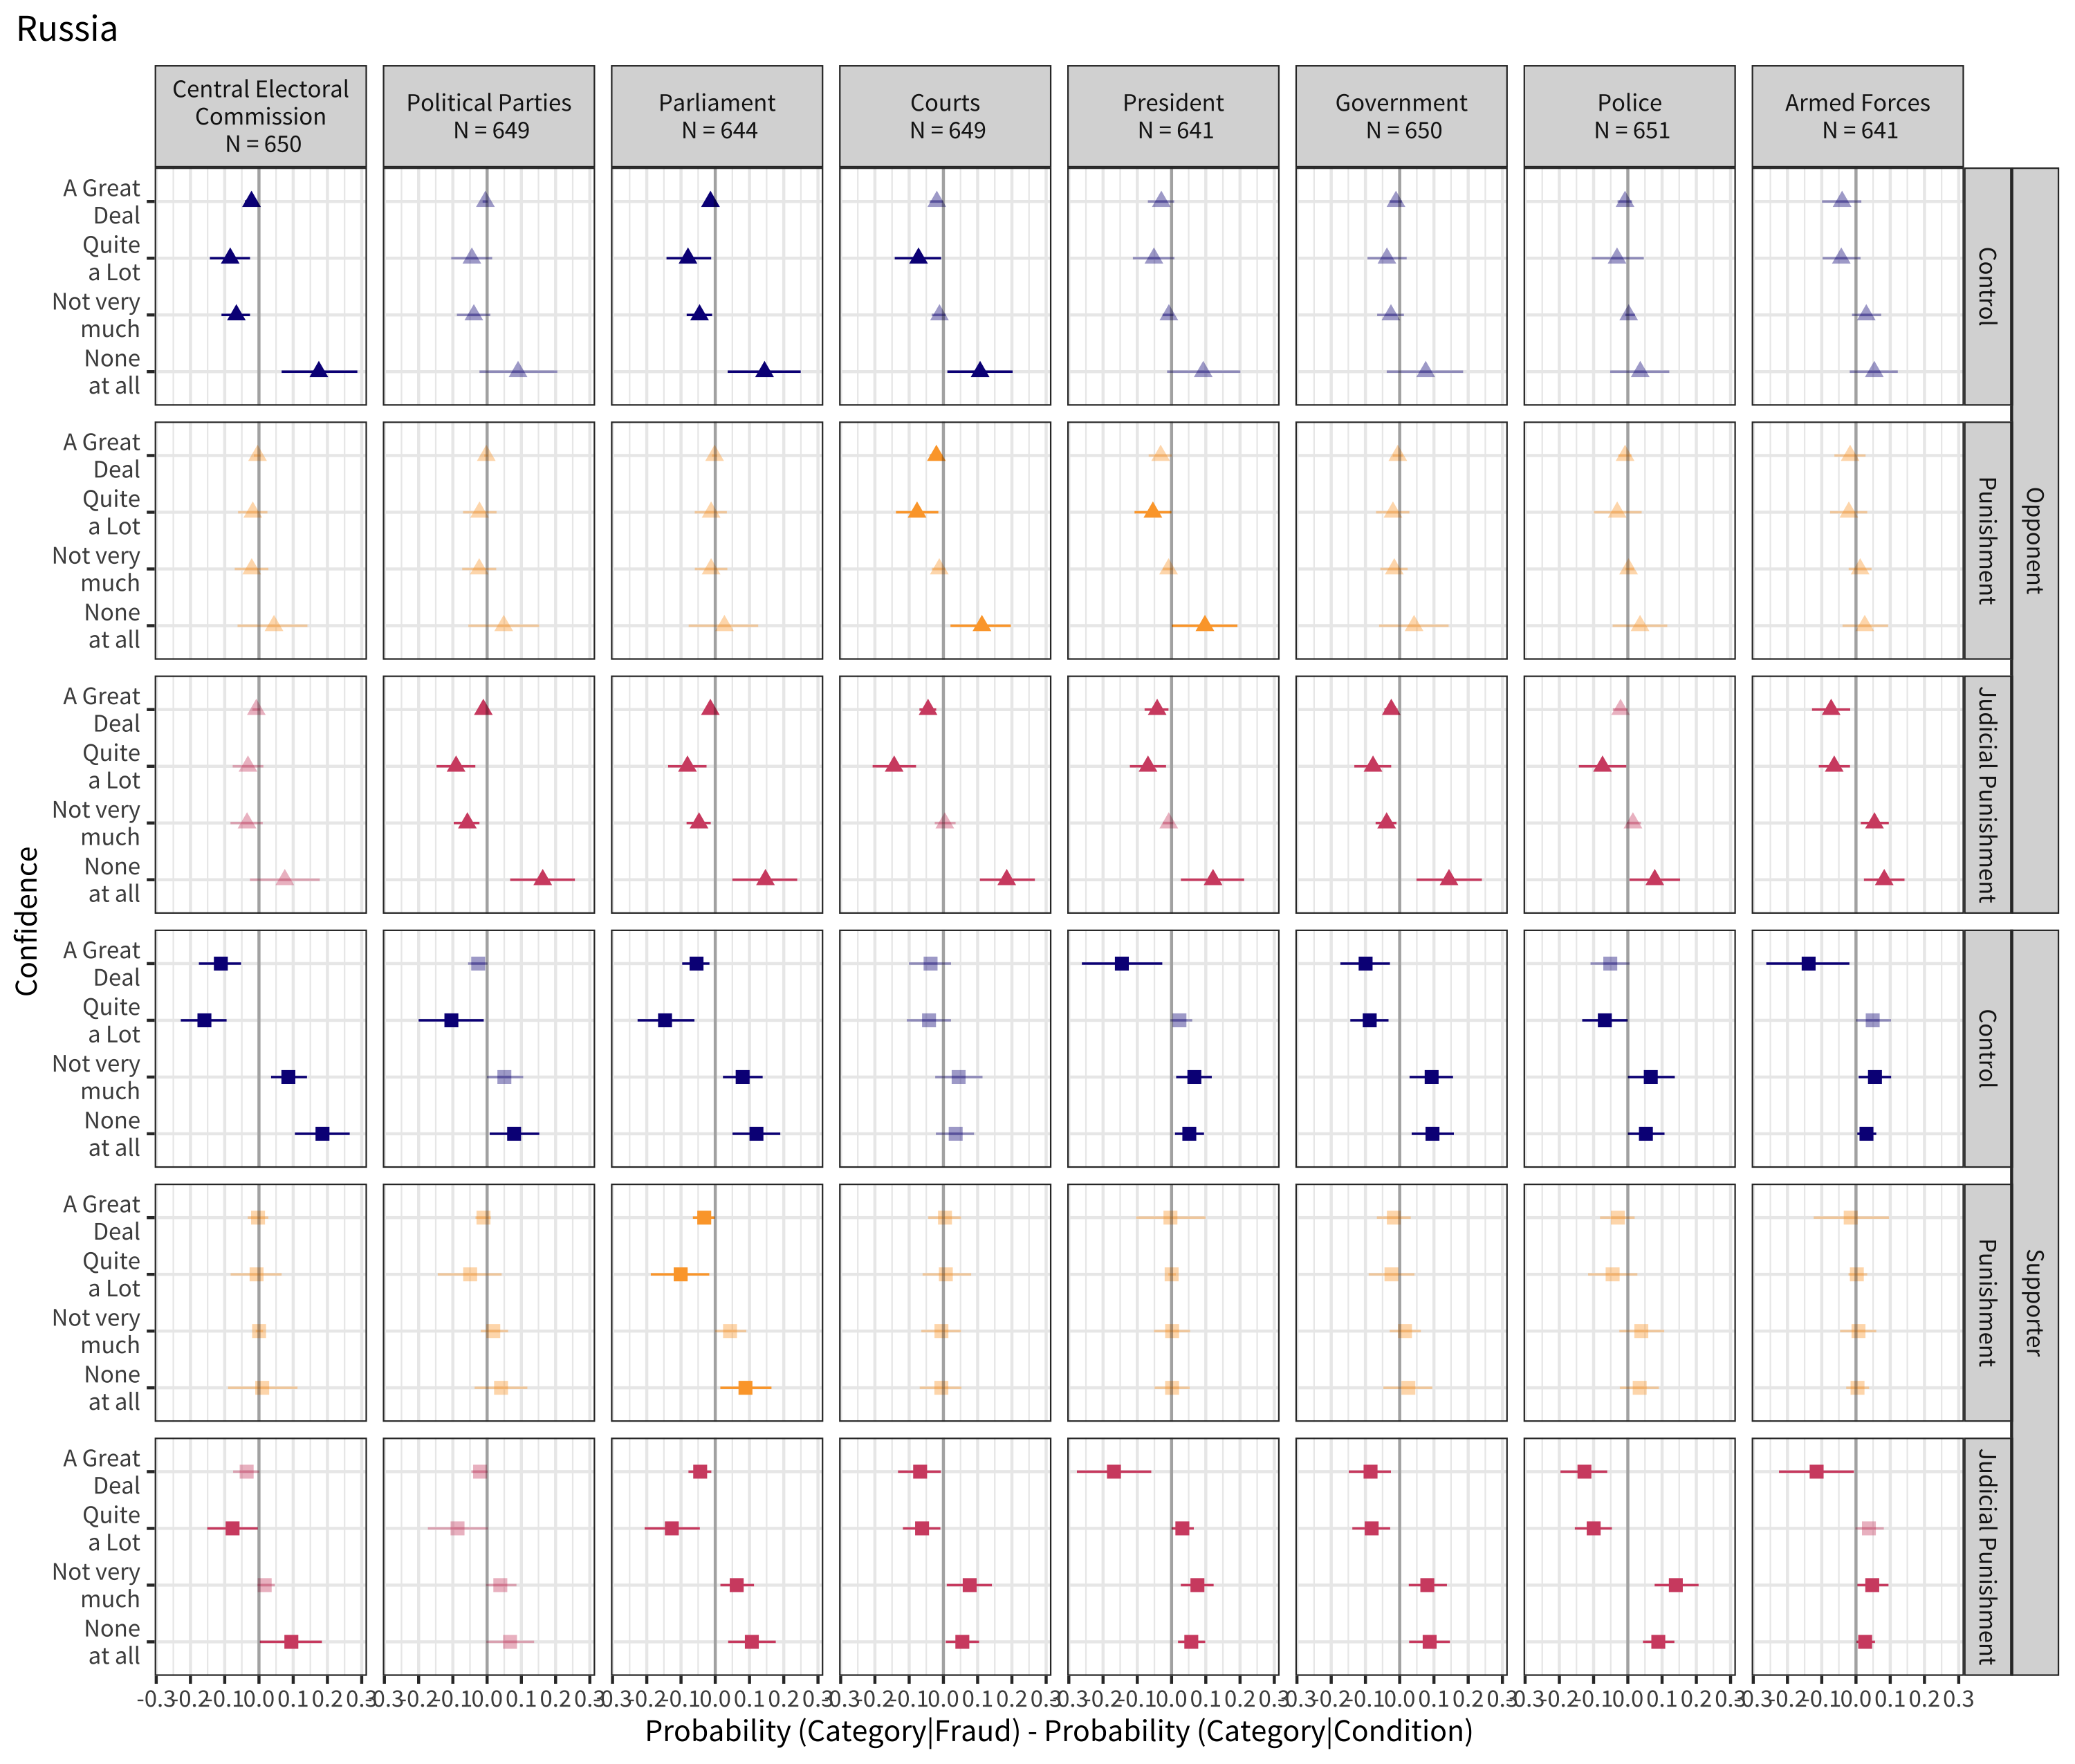 Russia
Central Electoral
Commission
N = 650
Political Parties
N = 649
Parliament
N = 644
Courts
N = 649
President
N = 641
Government
N = 650
Police
N = 651
Armed Forces
N = 641
Confidence
A Great
Deal
Quite
a Lot
Not very
much
None
at all
Control
A Great
Deal
Quite
a Lot
Not very
much
None
at all
Punishment
Opponent
A Great
Deal
Quite
a Lot
Not very
much
None
at all
Judicial Punishment
A Great
Deal
Quite
a Lot
Not very
much
None
at all
Control
A Great
Deal
Quite
a Lot
Not very
much
None
at all
Punishment
Supporter
A Great
Deal
Quite
a Lot
Not very
much
None
at all
Judicial Punishment
-0.3 -0.2 -0.1 0.0 0.1 0.2 0.3 -0.3 -0.2 -0.1 0.0 0.1 0.2 0.3 -0.3 -0.2 -0.1 0.0 0.1 0.2 0.3 -0.3 -0.2 -0.1 0.0 0.1 0.2 0.3 -0.3 -0.2 -0.1 0.0 0.1 0.2 0.3 -0.3 -0.2 -0.1 0.0 0.1 0.2 0.3 -0.3 -0.2 -0.1 0.0 0.1 0.2 0.3 -0.3 -0.2 -0.1 0.0 0.1 0.2 0.3
Probability (Category|Fraud) - Probability (Category|Condition)